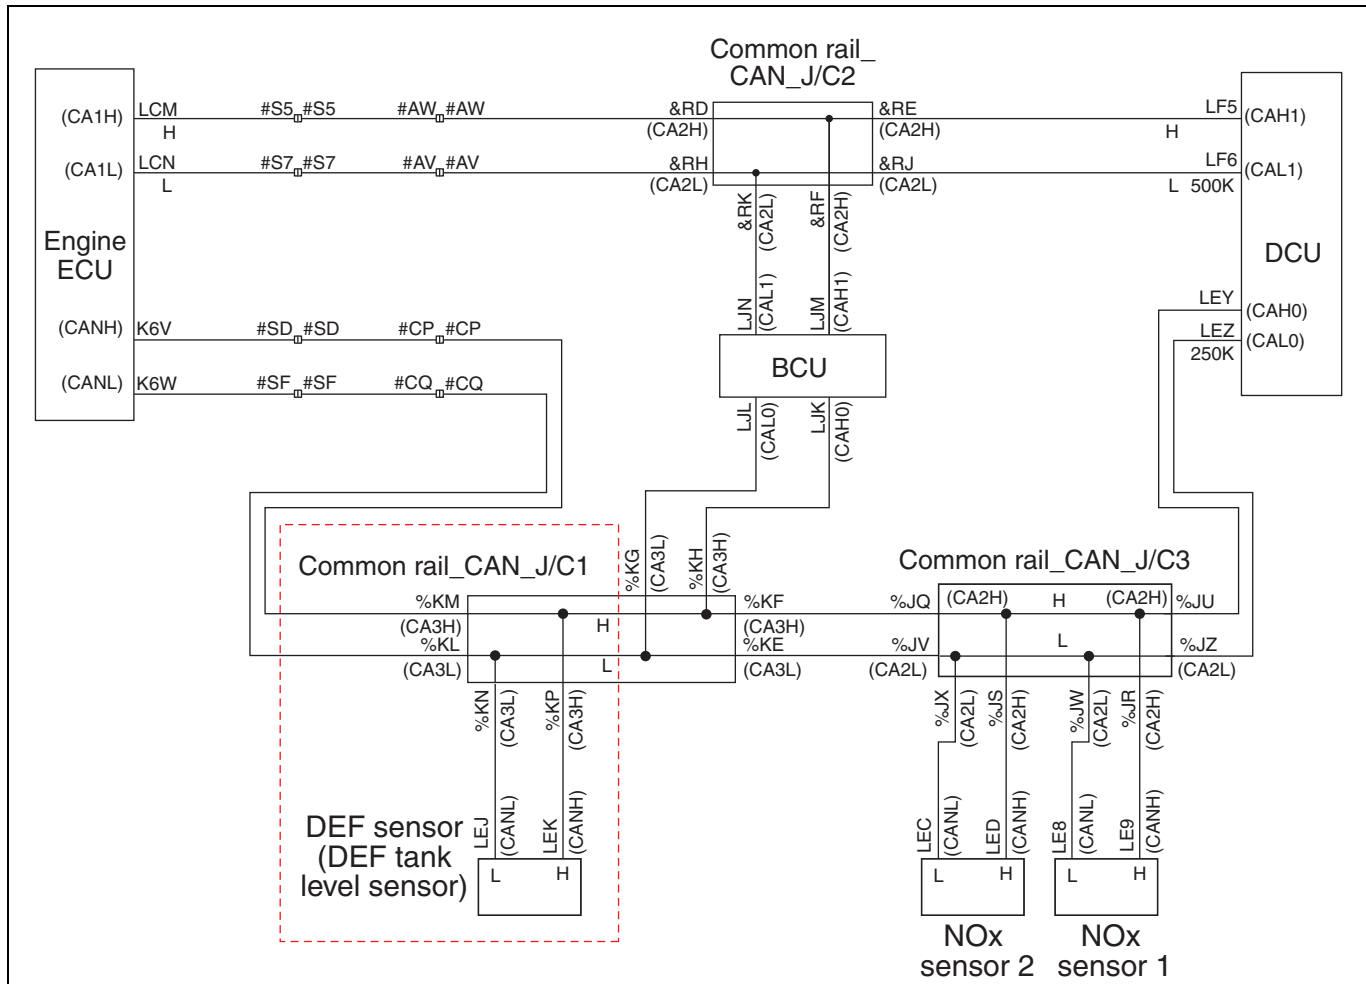 Common rail_
CAN_J/C2
(CA1H)
LCM
H
#S5
#S5
#AW
#AW
&RD
(CA2H)
&RE
(CA2H)
H
LF5
(CAH1)
(CA1L)
LCN
L
#S7
#S7
#AV
#AV
&RH
(CA2L)
&RJ
(CA2L)
L 500K
LF6
(CAL1)
&RK
(CA2L)
&RF
(CA2H)
Engine
ECU
DCU
LJN
(CAL1)
LJM
(CAH1)
LEY
(CAH0)
LEZ
250K
(CAL0)
(CANH)
K6V
#SD
#SD
#CP
#CP
(CANL)
K6W
#SF
#SF
#CQ
#CQ
BCU
LJL
(CAL0)
LJK
(CAH0)
Common rail_CAN_J/C1
%KG
(CA3L)
%KH
(CA3H)
Common rail_CAN_J/C3
%KM
(CA3H)
H
%KF
(CA3H)
%JQ
(CA2H)
H
(CA2H)
%JU
%KL
(CA3L)
L
%KE
(CA3L)
%JV
(CA2L)
L
%JZ
(CA2L)
%KN
(CA3L)
%KP
(CA3H)
%JX
(CA2L)
%JS
(CA2H)
%JW
(CA2L)
%JR
(CA2H)
LEJ
(CANL)
LEK
(CANH)
LEC
(CANL)
LED
(CANH)
LE8
(CANL)
LE9
(CANH)
DEF sensor
(DEF tank
level sensor)
L
H
L
H
L
H
NOx
sensor 2
NOx
sensor 1